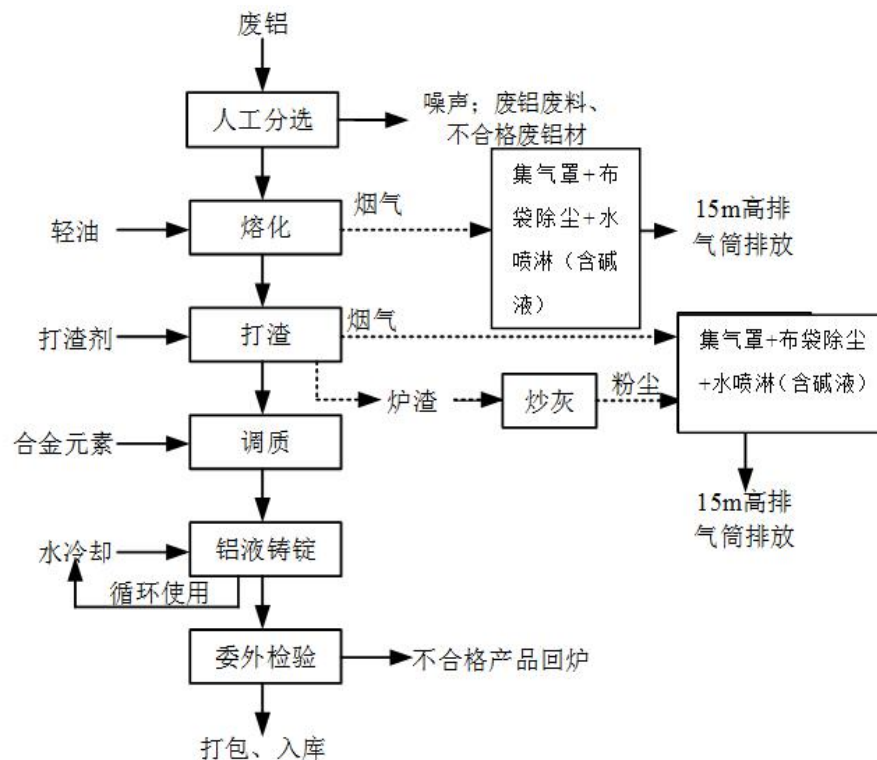 废铝
人工分选
噪声；废铝废料、
不合格废铝材
轻油
熔化
烟气
集气罩+布
袋除尘+水
喷淋（含碱
液）
15m高排
气筒排放
打渣剂
打渣
烟气
集气罩+布袋除尘
+水喷淋（含碱液）
炉渣
炒灰
粉尘
合金元素
调质
15m高排
气筒排放
水冷却
铝液铸锭
循环使用
委外检验
不合格产品回炉
打包、入库